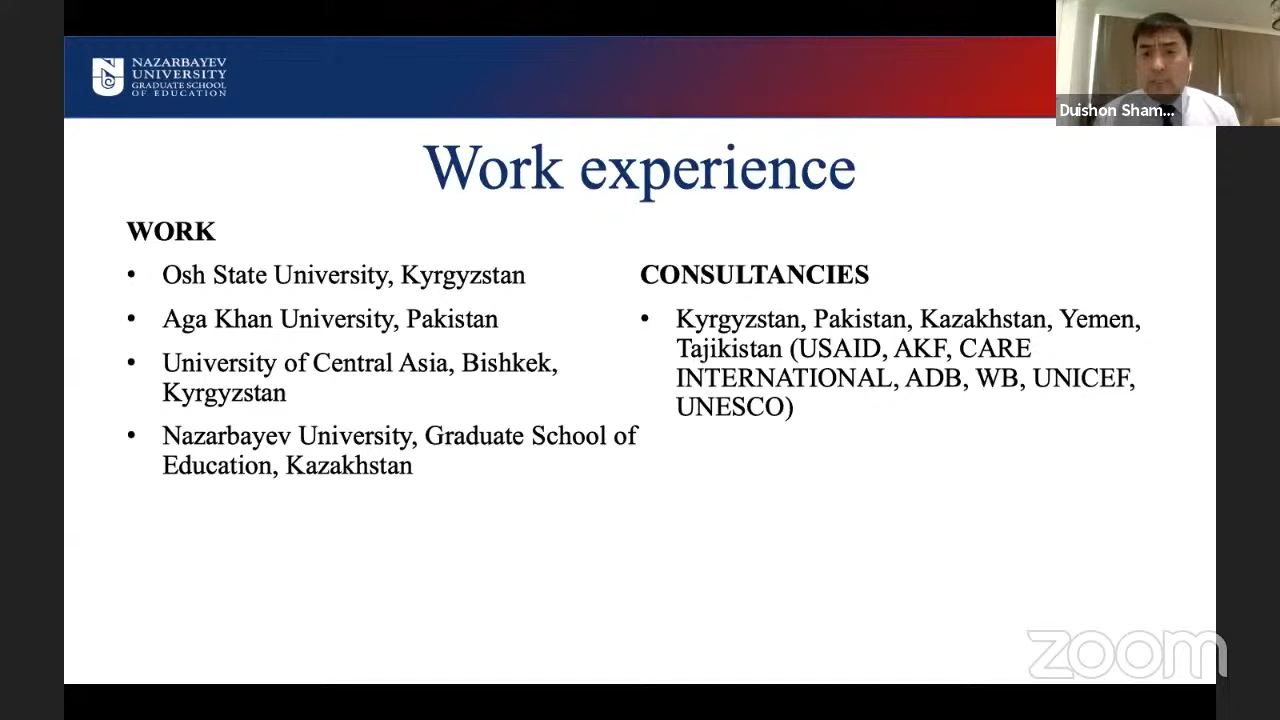 NAZARBAYEV
UNIVERSITY
GRADUATE SCHOOL
OF EDUCATION
Duishon Sham...
Work experience
WORK
• Osh State University, Kyrgyzstan
• Aga Khan University, Pakistan
• University of Central Asia, Bishkek,
Kyrgyzstan
• Nazarbayev University, Graduate School of
Education, Kazakhstan
CONSULTANCIES
• Kyrgyzstan, Pakistan, Kazakhstan, Yemen,
Tajikistan (USAID, AKF, CARE
INTERNATIONAL, ADB, WB, UNICEF,
UNESCO)
zoom